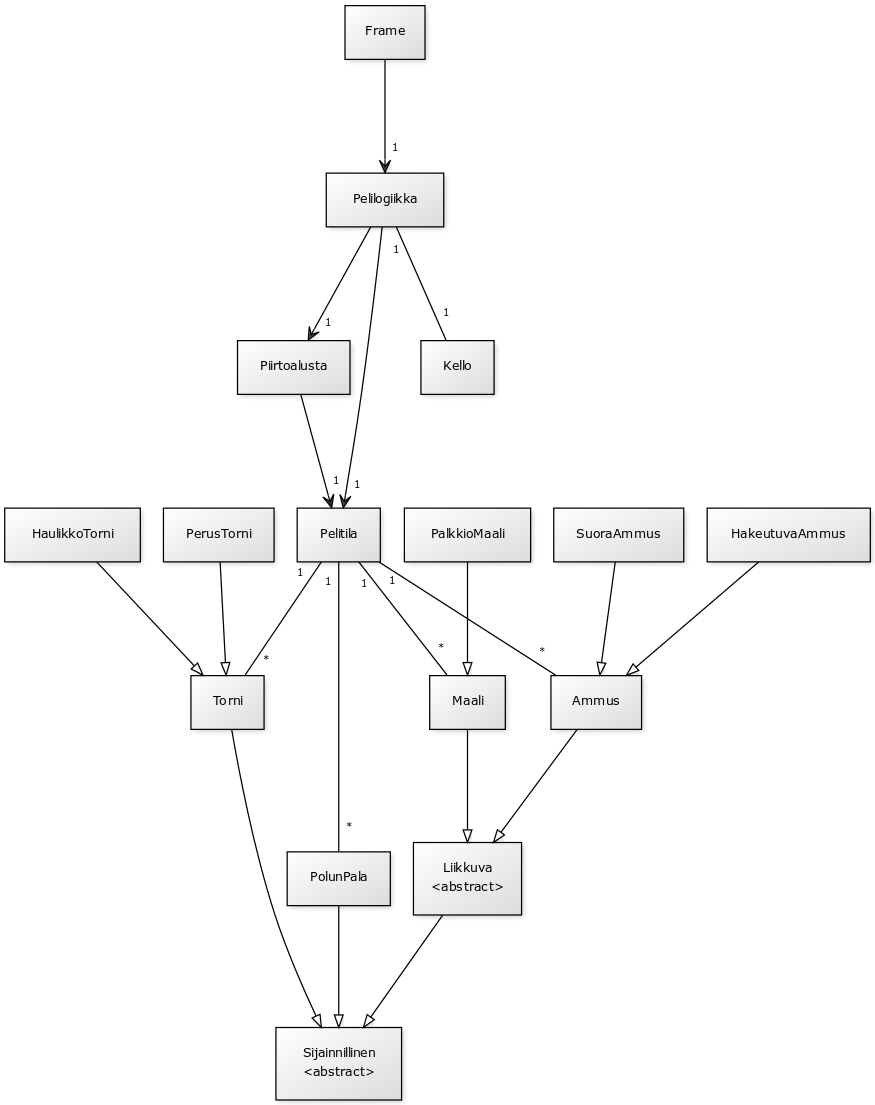 Frame
1
Pelilogiikka
1
1
1
Piirtoalusta
Kello
1
1
HaulikkoTorni
PerusTorni
Pelitila
PalkkioMaali
SuoraAmmus
HakeutuvaAmmus
1
1
1
1
*
*
*
Torni
Maali
Ammus
*
Liikkuva
<abstract>
PolunPala
Sijainnillinen
<abstract>